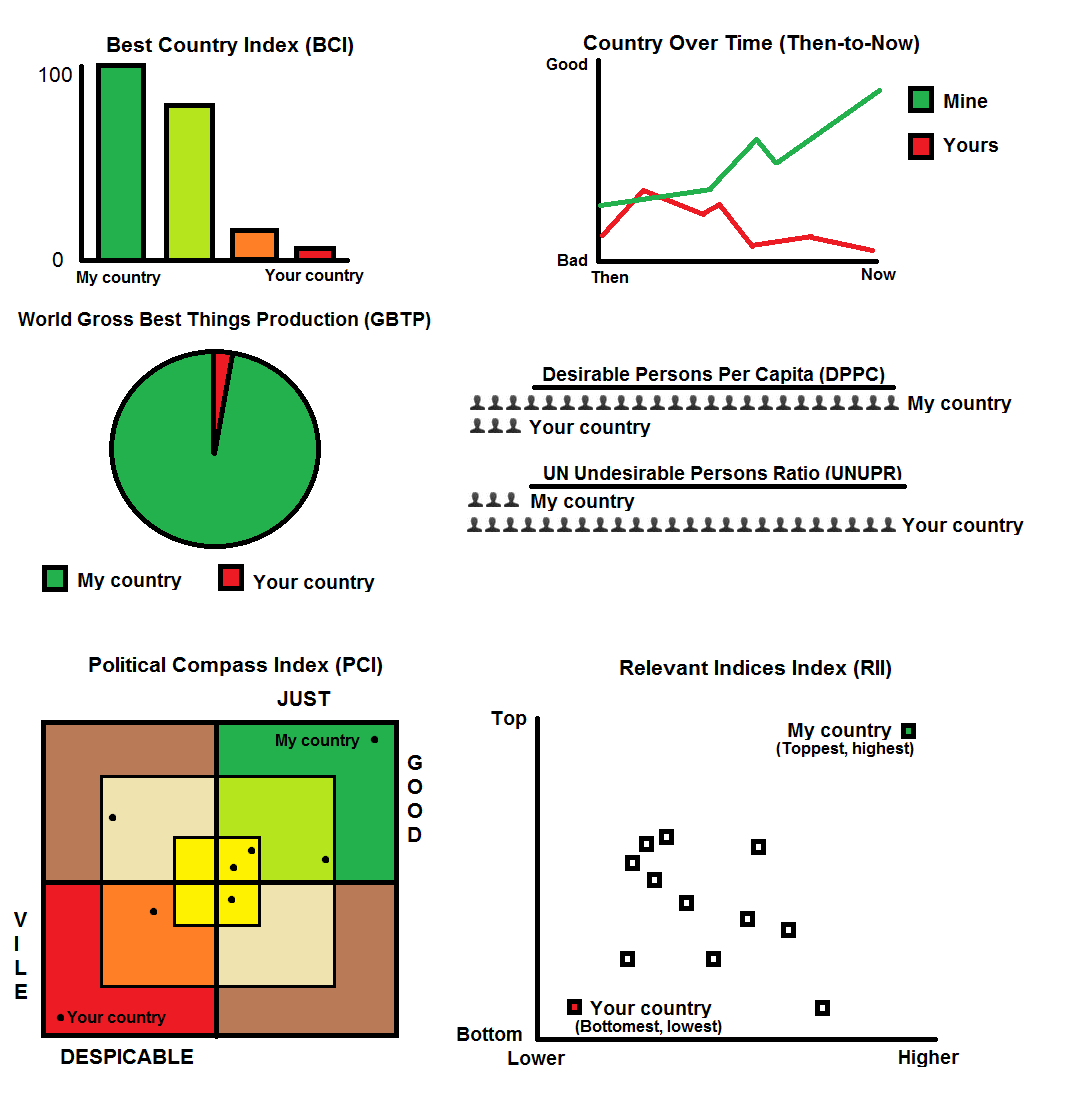 Best Country Index (BCI)
100
0
My country
Your country
Country Over Time (Then-to-Now)
Good
Bad
Then
Now
Mine
Yours
World Gross Best Things Production (GBTP)
My country
Your country
Desirable Persons Per Capita (DPPC)
My country
Your country
UN Undesirable Persons Ratio (UNUPR)
My country
Your country
Political Compass Index (PCI)
JUST
My country
GOOD
VILE
Your country
DESPICABLE
Relevant Indices Index (RII)
Top
My country
(Toppest, highest)
Your country
(Bottomest, lowest)
Bottom
Lower
Higher